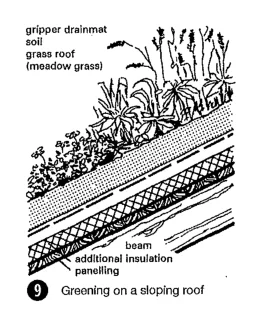 gripper drainmat
soil
grass roof
(meadow grass)
beam
additional insulation
panelling
9 Greening on a sloping roof